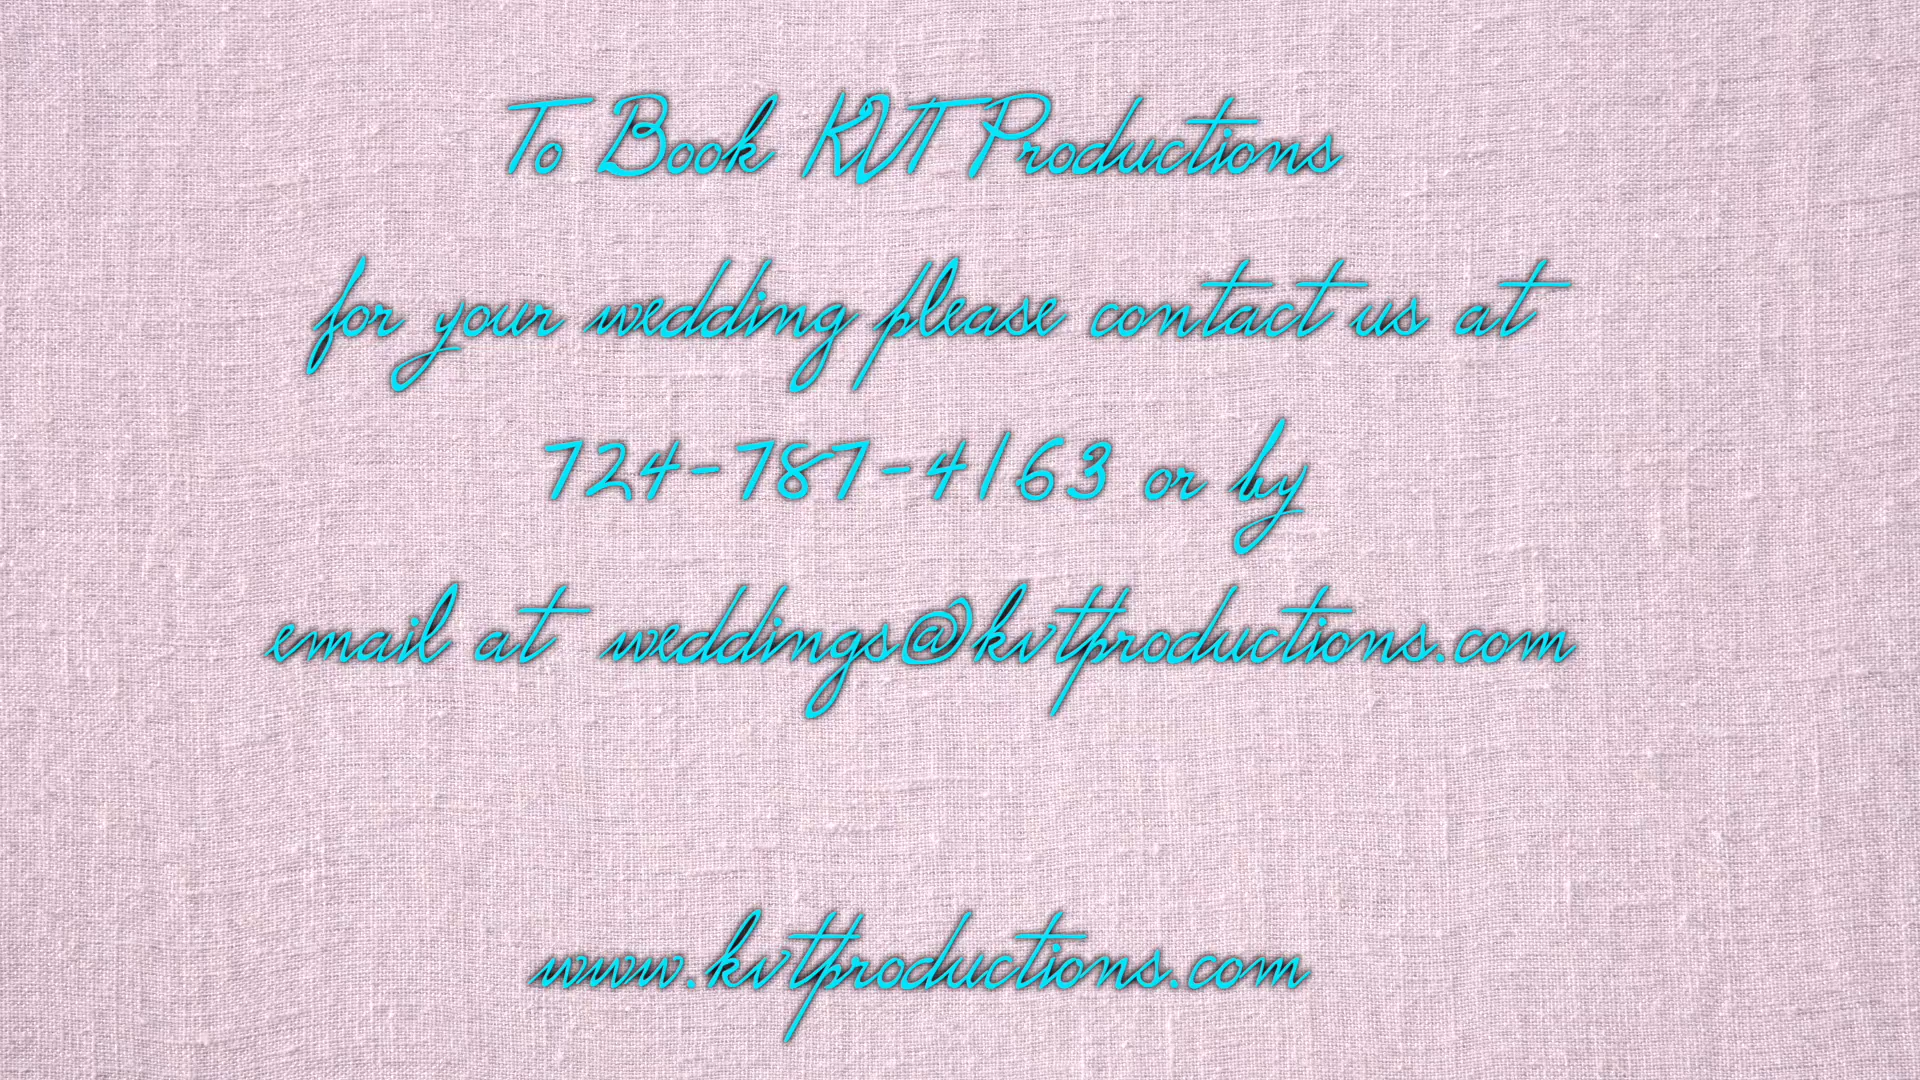 To Book KVT Productions
for your wedding please contact us at
724-787-4163 or by
email at weddings@kvtproductions.com
www.kvtproductions.com